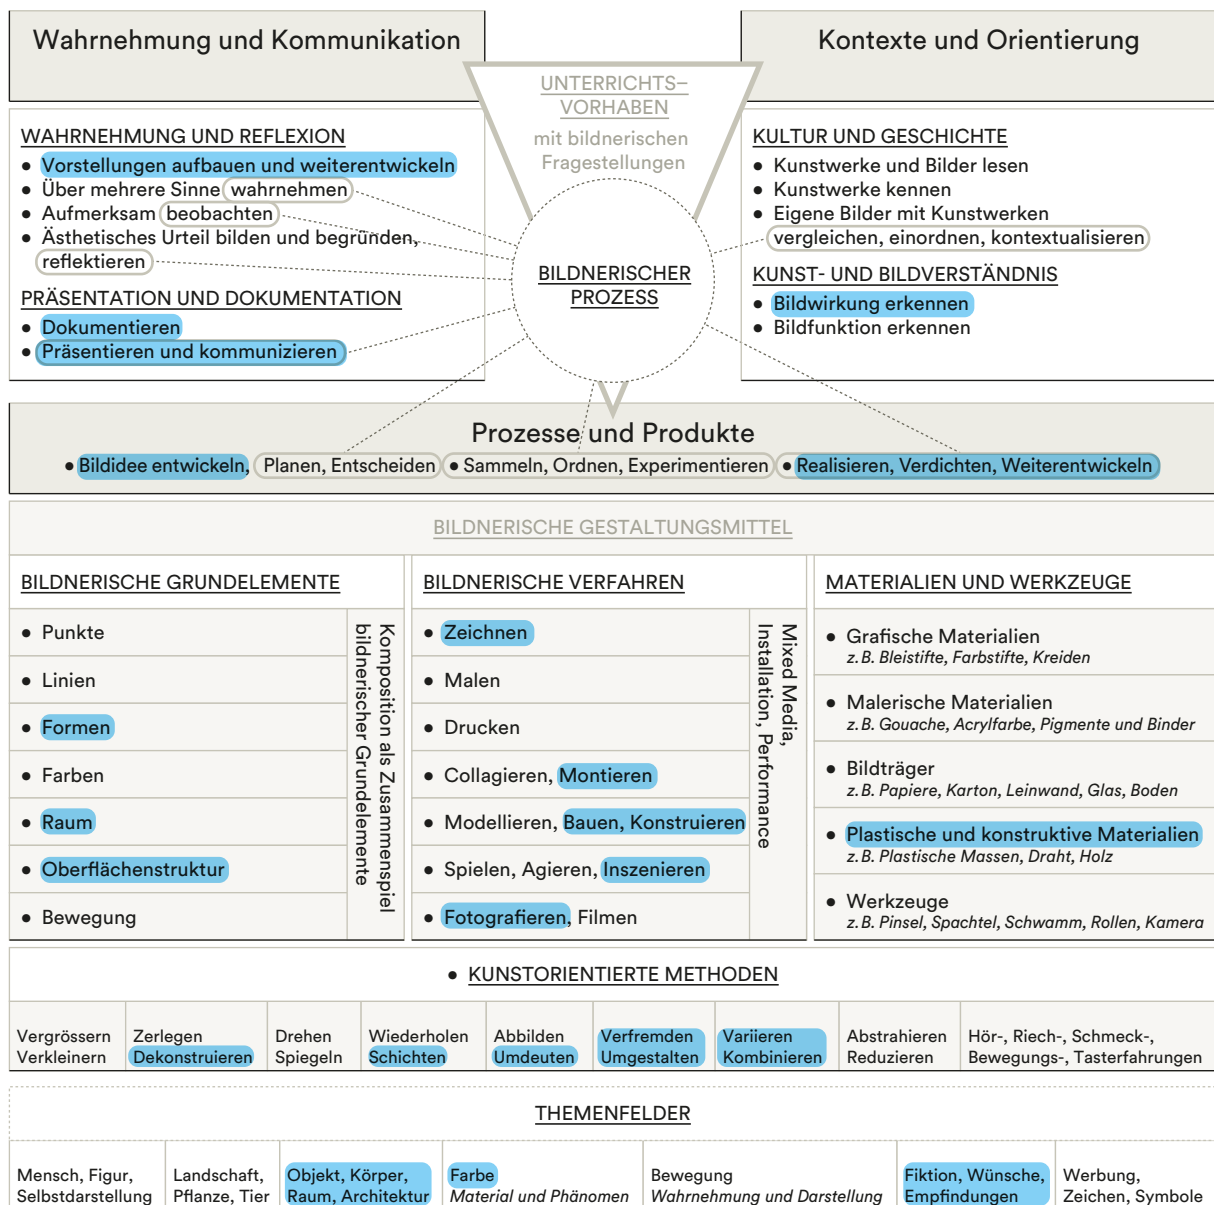 Wahrnehmung und Kommunikation
Kontexte und Orientierung
UNTERRICHTS–
VORHABEN
mit bildnerischen
Fragestellungen
WAHRNEHMUNG UND REFLEXION
• Vorstellungen aufbauen und weiterentwickeln
• Über mehrere Sinne wahrnehmen
• Aufmerksam beobachten
• Ästhetisches Urteil bilden und begründen,
reflektieren
PRÄSENTATION UND DOKUMENTATION
• Dokumentieren
• Präsentieren und kommunizieren
BILDNERISCHER
PROZESS
KULTUR UND GESCHICHTE
• Kunstwerke und Bilder lesen
• Kunstwerke kennen
• Eigene Bilder mit Kunstwerken
vergleichen, einordnen, kontextualisieren
KUNST- UND BILDVERSTÄNDNIS
• Bildwirkung erkennen
• Bildfunktion erkennen
Prozesse und Produkte
• Bildidee entwickeln, Planen, Entscheiden • Sammeln, Ordnen, Experimentieren • Realisieren, Verdichten, Weiterentwickeln
BILDNERISCHE GESTALTUNGSMITTEL
BILDNERISCHE GRUNDELEMENTE
• Punkte
• Linien
• Formen
• Farben
• Raum
• Oberflächenstruktur
• Bewegung
Komposition als Zusammenspiel
bildnerischer Grundelemente
BILDNERISCHE VERFAHREN
• Zeichnen
• Malen
• Drucken
• Collagieren, Montieren
• Modellieren, Bauen, Konstruieren
• Spielen, Agieren, Inszenieren
• Fotografieren, Filmen
Mixed Media,
Installation, Performance
MATERIALIEN UND WERKZEUGE
• Grafische Materialien
z.B. Bleistifte, Farbstifte, Kreiden
• Malerische Materialien
z.B. Gouache, Acrylfarbe, Pigmente und Binder
• Bildträger
z.B. Papiere, Karton, Leinwand, Glas, Boden
• Plastische und konstruktive Materialien
z.B. Plastische Massen, Draht, Holz
• Werkzeuge
z.B. Pinsel, Spachtel, Schwamm, Rollen, Kamera
• KUNSTORIENTIERTE METHODEN
Vergrössern
Verkleinern
Zerlegen
Dekonstruieren
Drehen
Spiegeln
Wiederholen
Schichten
Abbilden
Umdeuten
Verfremden
Umgestalten
Variieren
Kombinieren
Abstrahieren
Reduzieren
Hör-, Riech-, Schmeck-,
Bewegungs-, Tasterfahrungen
THEMENFELDER
Mensch, Figur,
Selbstdarstellung
Landschaft,
Pflanze, Tier
Objekt, Körper,
Raum, Architektur
Farbe
Material und Phänomen
Bewegung
Wahrnehmung und Darstellung
Fiktion, Wünsche,
Empfindungen
Werbung,
Zeichen, Symbole